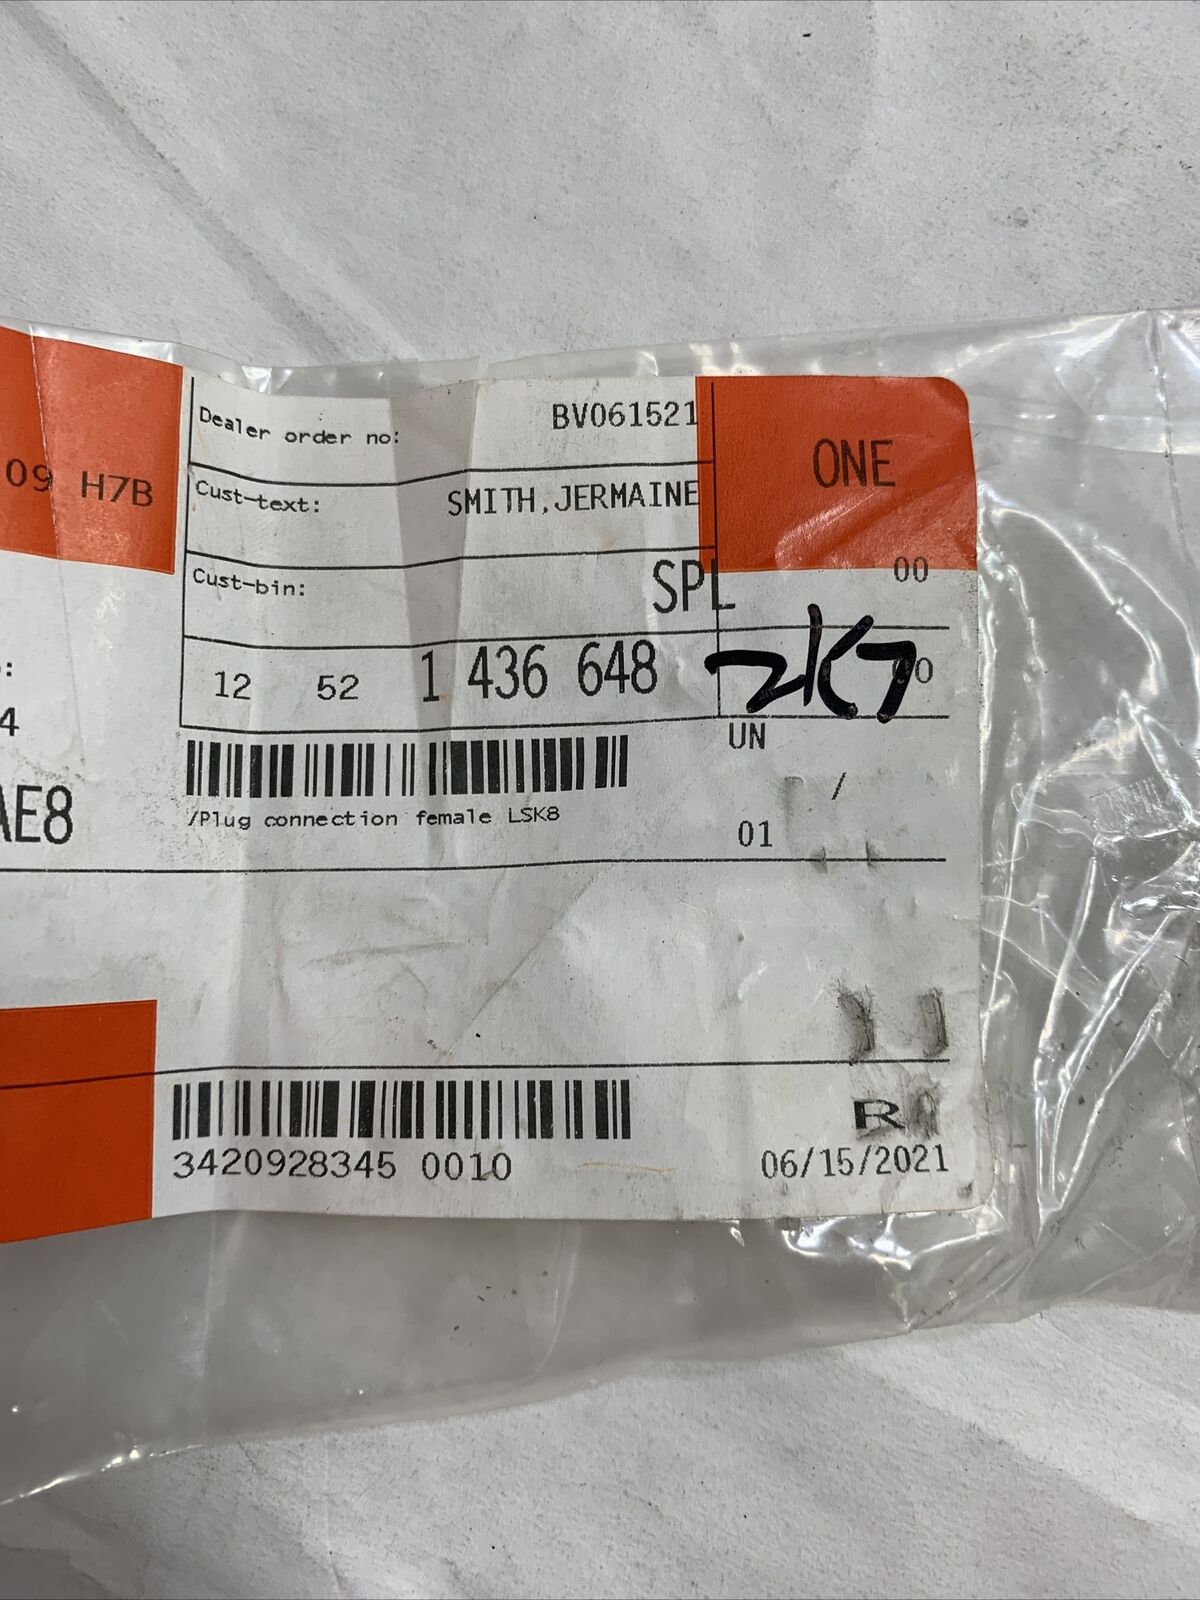 Dealer order no: BV061521
ONE
09 H7B
Cust-text: SMITH,JERMAINE
Cust-bin: SPL
00
12 52 1 436 648
4
UN
/
/Plug connection female LSK8
AE8
01
R
3420928345 0010
06/15/2021